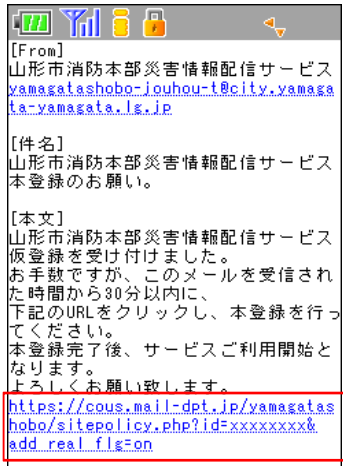 [From]
山形市消防本部災害情報配信サービス
yamagatashobo-jouhou-t@city.yamaga
ta-yamagata.lg.jp
[件名]
山形市消防本部災害情報配信サービス
本登録のお願い。
[本文]
山形市消防本部災害情報配信サービス
仮登録を受け付けました。
お手数ですが、このメールを受信され
た時間から30分以内に、
下記のURLをクリックし、本登録を行っ
てください。
本登録完了後、サービスご利用開始と
なります。
よろしくお願い致します。
https://cous.mail-dpt.jp/yamagatas
hobo/sitepolicy.php?id=xxxxxxxx&
add_real_flg=on